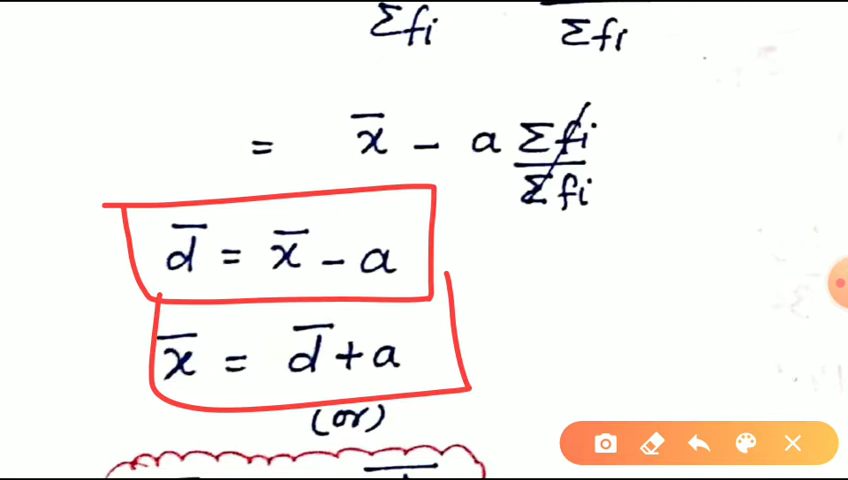 Σfi Σfi
= x̄ - a Σfi/Σfi
d̄ = x̄ - a
x̄ = d̄ + a
(or)